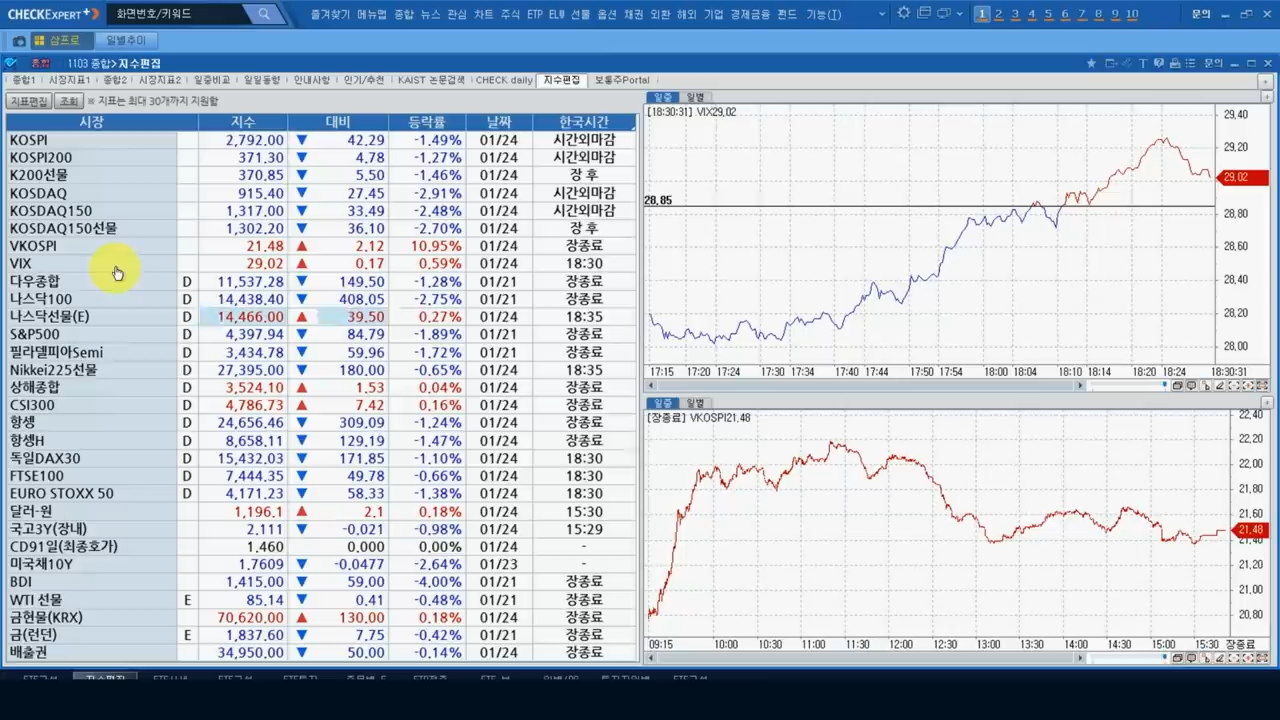 CHECK EXPERT+ 화면번호/키워드 즐겨찾기 메뉴맵 종합 뉴스 관심 차트 주식 ETP ELW 선물 옵션 채권 외환 해외 기업 경제금융 펀드 기능(T) 1 2 3 4 5 6 7 8 9 10 문의
삼프로 일별추이
종합 1103 종합>지수편집 문의
종합1 시장지표1 종합2 시장지표2 일중비교 일일동향 안내사항 인기/추천 KAIST 논문검색 CHECK daily 지수편집 보통주Portal
지표편집 조회 ※ 지표는 최대 30개까지 지원함
시장 지수 대비 등락률 날짜 한국시간
KOSPI 2,792.00 ▼ 42.29 -1.49% 01/24 시간외마감
KOSPI200 371.30 ▼ 4.78 -1.27% 01/24 시간외마감
K200선물 370.85 ▼ 5.50 -1.46% 01/24 장 후
KOSDAQ 915.40 ▼ 27.45 -2.91% 01/24 시간외마감
KOSDAQ150 1,317.00 ▼ 33.49 -2.48% 01/24 시간외마감
KOSDAQ150선물 1,302.20 ▼ 36.10 -2.70% 01/24 장 후
VKOSPI 21.48 ▲ 2.12 10.95% 01/24 장종료
VIX 29.02 ▲ 0.17 0.59% 01/24 18:30
다우종합 D 11,537.28 ▼ 149.50 -1.28% 01/21 장종료
나스닥100 D 14,438.40 ▼ 408.05 -2.75% 01/21 장종료
나스닥선물(E) D 14,466.00 ▲ 39.50 0.27% 01/24 18:35
S&P500 D 4,397.94 ▼ 84.79 -1.89% 01/21 장종료
필라델피아Semi D 3,434.78 ▼ 59.96 -1.72% 01/21 장종료
Nikkei225선물 D 27,395.00 ▼ 180.00 -0.65% 01/24 18:35
상해종합 D 3,524.10 ▲ 1.53 0.04% 01/24 장종료
CSI300 D 4,786.73 ▲ 7.42 0.16% 01/24 장종료
항셍 D 24,656.46 ▼ 309.09 -1.24% 01/24 장종료
항셍H D 8,658.11 ▼ 129.19 -1.47% 01/24 장종료
독일DAX30 D 15,432.03 ▼ 171.85 -1.10% 01/24 18:30
FTSE100 D 7,444.35 ▼ 49.78 -0.66% 01/24 18:30
EURO STOXX 50 D 4,171.23 ▼ 58.33 -1.38% 01/24 18:30
달러-원 1,196.1 ▲ 2.1 0.18% 01/24 15:30
국고3Y(장내) 2.111 ▼ -0.021 -0.98% 01/24 15:29
CD91일(최종호가) 1.460 0.000 0.00% 01/24 -
미국채10Y 1.7609 ▼ -0.0477 -2.64% 01/23 -
BDI 1,415.00 ▼ 59.00 -4.00% 01/21 장종료
WTI 선물 E 85.14 ▼ 0.41 -0.48% 01/21 장종료
금현물(KRX) 70,620.00 ▲ 130.00 0.18% 01/24 장종료
금(런던) E 1,837.60 ▼ 7.75 -0.42% 01/21 장종료
배출권 34,950.00 ▼ 50.00 -0.14% 01/24 장종료
일중 일별
[18:30:31] VIX29.02
29.40
29.20
29.02
28.85
28.80
28.60
28.40
28.20
28.00
17:15 17:20 17:24 17:30 17:34 17:40 17:44 17:50 17:54 18:00 18:04 18:10 18:14 18:20 18:24 18:30:31
일중 일별
[장종료] VKOSPI21.48
22.40
22.20
22.00
21.80
21.60
21.48
21.40
21.20
21.00
20.80
09:15 10:00 10:30 11:00 11:30 12:00 12:30 13:00 13:30 14:00 14:30 15:00 15:30 장종료